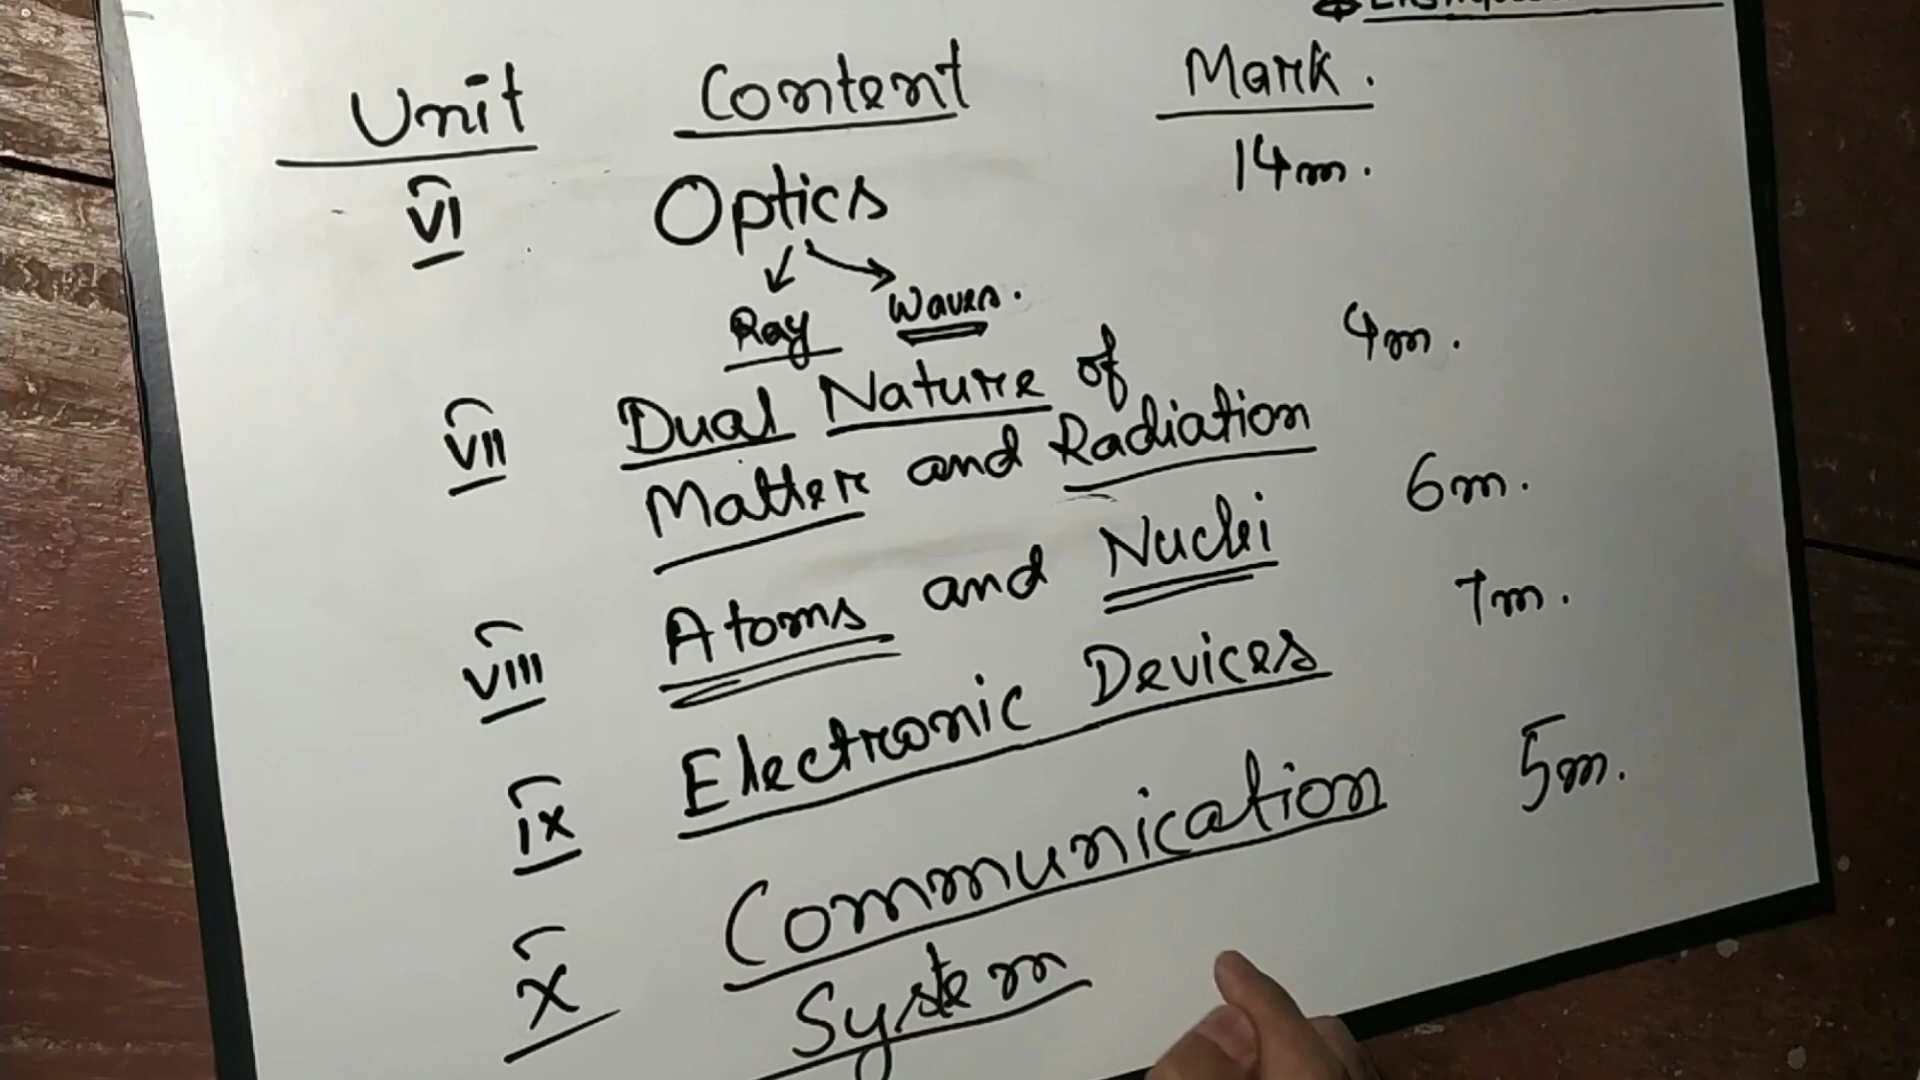 Unit Content Mark.
VI Optics 14m.
Ray Waves.
VII Dual Nature of 4m.
Matter and Radiation
VIII Atoms and Nuclei 6m.
IX Electronic Devices 7m.
X Communication 5m.
System